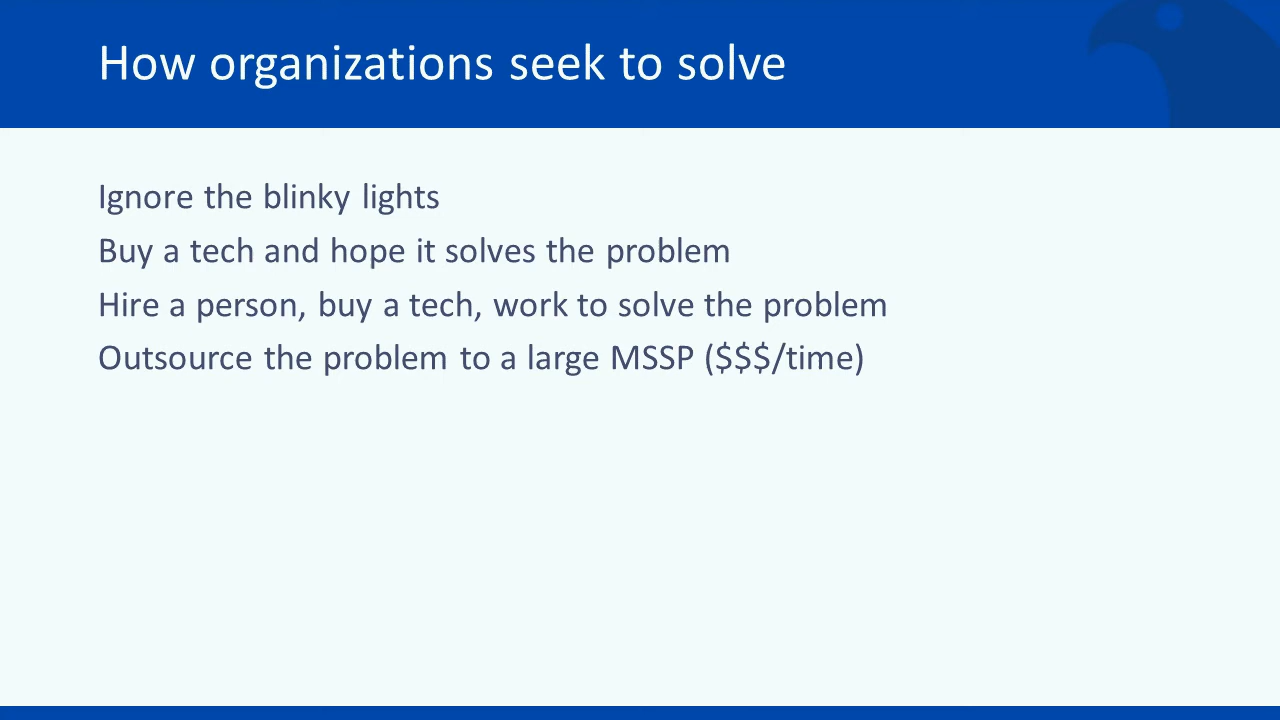 How organizations seek to solve
Ignore the blinky lights
Buy a tech and hope it solves the problem
Hire a person, buy a tech, work to solve the problem
Outsource the problem to a large MSSP ($$$/time)